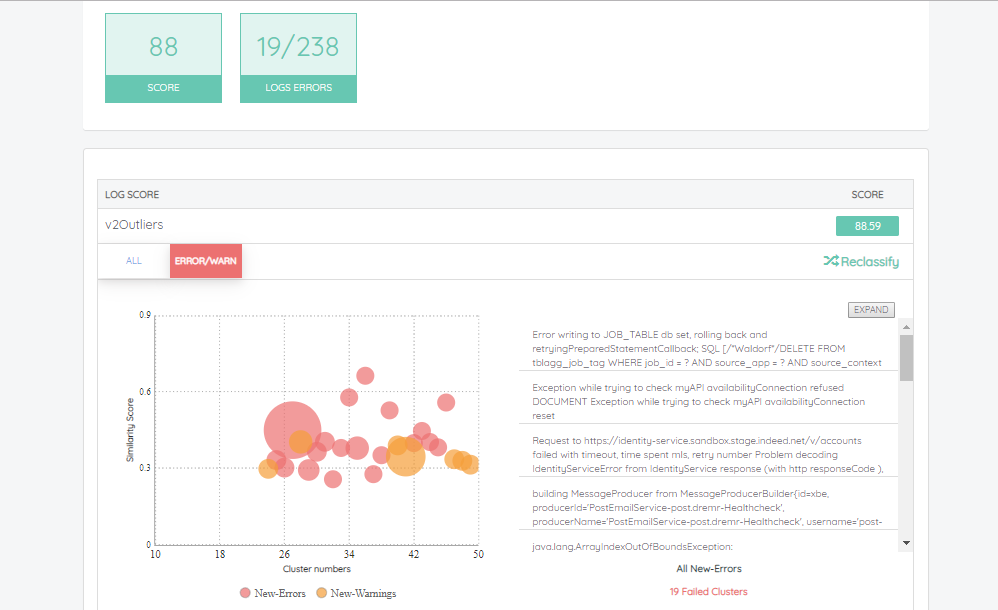 88
SCORE
19/238
LOGS ERRORS
LOG SCORE
SCORE
v2Outliers
88.59
ALL
ERROR/WARN
Reclassify
EXPAND
0.9
0.6
0.3
0
Similarity Score
10 18 26 34 42 50
Cluster numbers
New-Errors New-Warnings
Error writing to JOB_TABLE db set, rolling back and
retryingPreparedStatementCallback; SQL [/*Waldorf*/DELETE FROM
tblagg_job_tag WHERE job_id = ? AND source_app = ? AND source_context
Exception while trying to check myAPI availabilityConnection refused
DOCUMENT Exception while trying to check myAPI availabilityConnection
reset
Request to https://identity-service.sandbox.stage.indeed.net/v/accounts
failed with timeout, time spent mls, retry number Problem decoding
IdentityServiceError from IdentityService response (with http responseCode ),
building MessageProducer from MessageProducerBuilder{id=xbe,
producerId='PostEmailService-post.dremr-Healthcheck',
producerName='PostEmailService-post.dremr-Healthcheck', username='post-
java.lang.ArrayIndexOutOfBoundsException:
All New-Errors
19 Failed Clusters